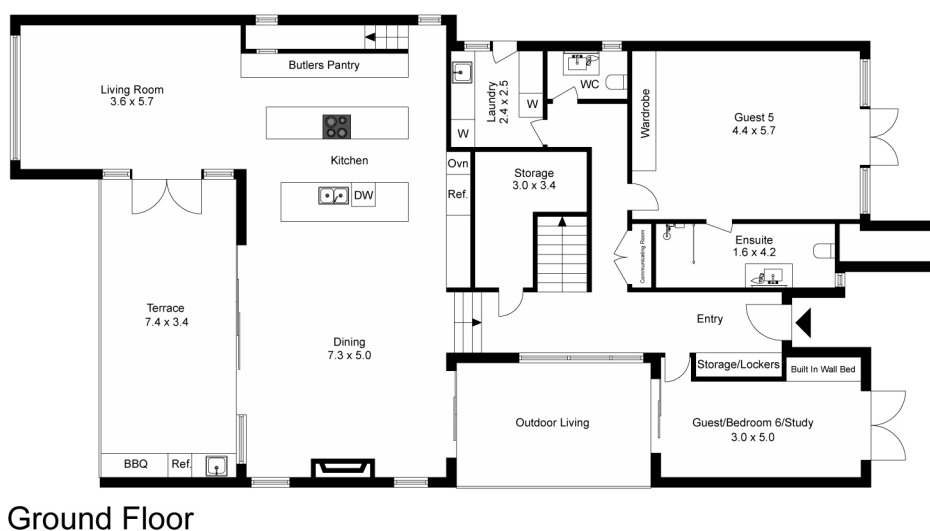 Butlers Pantry
Living Room
3.6 x 5.7
Laundry
2.4 x 2.5
W
W
WC
Wardrobe
Guest 5
4.4 x 5.7
Kitchen
Ovn
Ref.
DW
Storage
3.0 x 3.4
Communicating Room
Ensuite
1.6 x 4.2
Terrace
7.4 x 3.4
Entry
Dining
7.3 x 5.0
Storage/Lockers
Built In Wall Bed
Outdoor Living
Guest/Bedroom 6/Study
3.0 x 5.0
BBQ
Ref.
Ground Floor